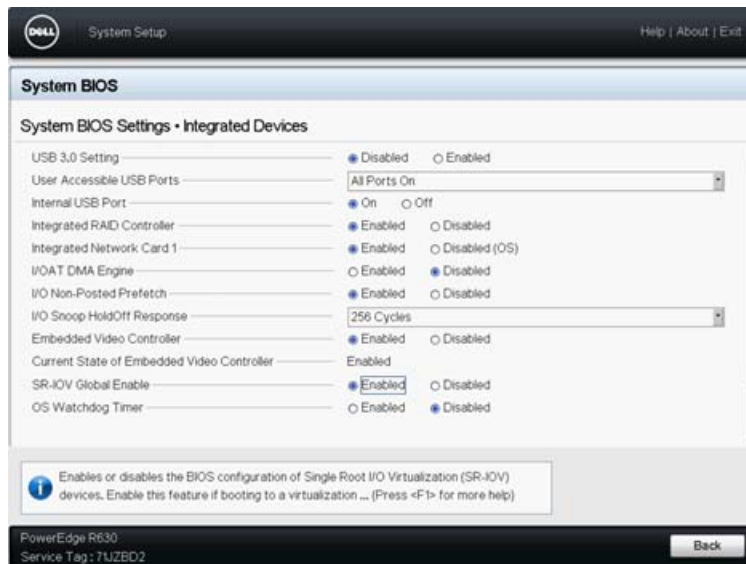 DELL
System Setup
Help | About | Exit
System BIOS
System BIOS Settings • Integrated Devices
USB 3.0 Setting Disabled Enabled
User Accessible USB Ports All Ports On
Internal USB Port On Off
Integrated RAID Controller Enabled Disabled
Integrated Network Card 1 Enabled Disabled (OS)
I/OAT DMA Engine Enabled Disabled
I/O Non-Posted Prefetch Enabled Disabled
I/O Snoop HoldOff Response 256 Cycles
Embedded Video Controller Enabled Disabled
Current State of Embedded Video Controller Enabled
SR-IOV Global Enable Enabled Disabled
OS Watchdog Timer Enabled Disabled
Enables or disables the BIOS configuration of Single Root I/O Virtualization (SR-IOV)
devices. Enable this feature if booting to a virtualization ... (Press <F1> for more help)
PowerEdge R630
Service Tag : 71JZBD2
Back